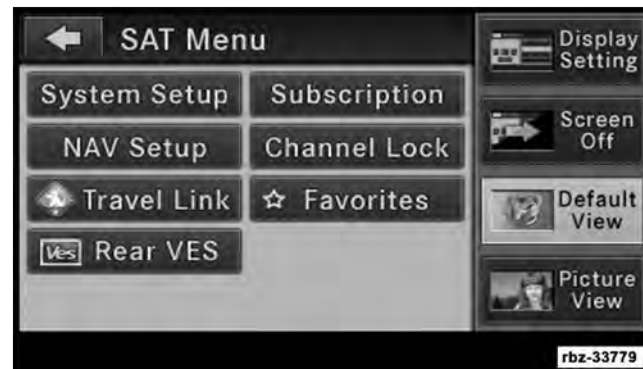 SAT Menu
System Setup
Subscription
NAV Setup
Channel Lock
Travel Link
Favorites
Ves Rear VES
Display
Setting
Screen
Off
Default
View
Picture
View
rbz-33779